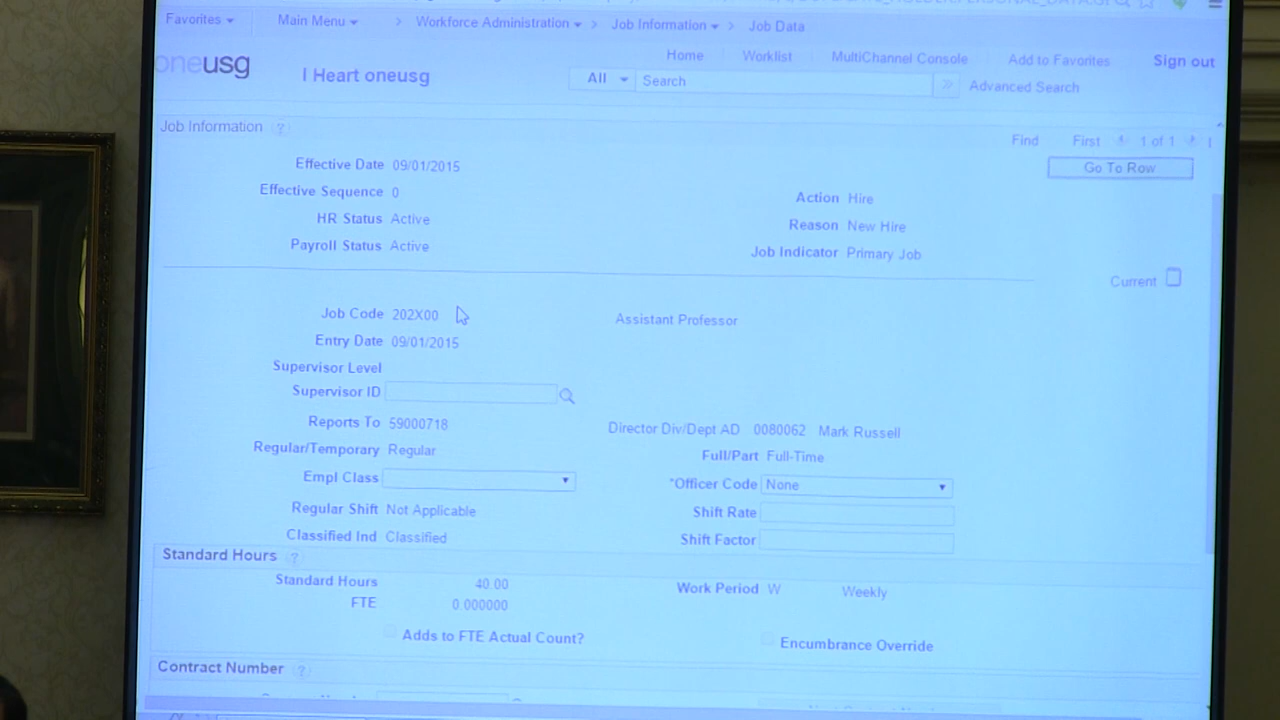 Favorites Main Menu > Workforce Administration > Job Information > Job Data
oneusg I Heart oneusg Home Worklist MultiChannel Console Add to Favorites Sign out
All Search » Advanced Search
Job Information ? Find First 1 of 1
Go To Row
Effective Date 09/01/2015
Effective Sequence 0 Action Hire
HR Status Active Reason New Hire
Payroll Status Active Job Indicator Primary Job
Current
Job Code 202X00 Assistant Professor
Entry Date 09/01/2015
Supervisor Level
Supervisor ID
Reports To 59000718 Director Div/Dept AD 0080062 Mark Russell
Regular/Temporary Regular Full/Part Full-Time
Empl Class *Officer Code None
Regular Shift Not Applicable Shift Rate
Classified Ind Classified Shift Factor
Standard Hours ?
Standard Hours 40.00 Work Period W Weekly
FTE 0.000000
Adds to FTE Actual Count? Encumbrance Override
Contract Number ?